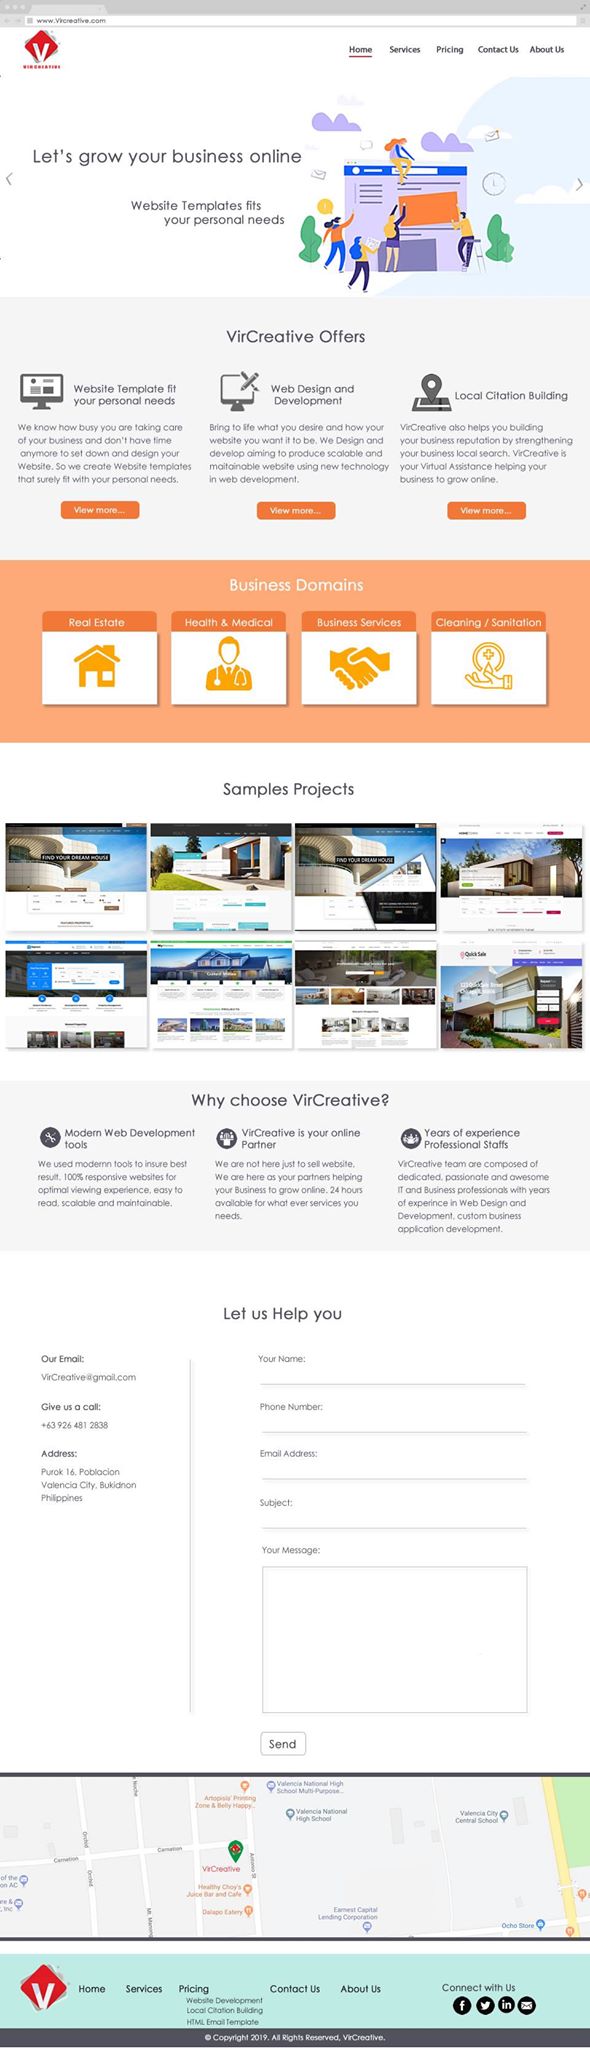 www.Vircreative.com
V
VIRCREATIVE
Home Services Pricing Contact Us About Us
Let's grow your business online
Website Templates fits
your personal needs
VirCreative Offers
Website Template fit
your personal needs
We know how busy you are taking care
of your business and don't have time
anymore to set down and design your
Website. So we create Website templates
that surely fit with your personal needs.
View more...
Web Design and
Development
Bring to life what you desire and how your
website you want it to be. We Design and
develop aiming to produce scalable and
maitainable website using new technology
in web development.
View more...
Local Citation Building
VirCreative also helps you building
your business reputation by strengthening
your business local search. VirCreative is
your Virtual Assistance helping your
business to grow online.
View more...
Business Domains
Real Estate
Health & Medical
Business Services
Cleaning / Sanitation
Samples Projects
FIND YOUR DREAM HOUSE
FIND YOUR DREAM HOUSE
Quick Sale
Why choose VirCreative?
Modern Web Development
tools
We used modernn tools to insure best
result. 100% responsive websites for
optimal viewing experience, easy to
read, scalable and maintainable.
VirCreative is your online
Partner
We are not here just to sell website,
We are here as your partners helping
your Business to grow online. 24 hours
available for what ever services you
needs.
Years of experience
Professional Staffs
VirCreative team are composed of
dedicated, passionate and awesome
IT and Business professionals with years
of experince in Web Design and
Development, custom business
application development.
Let us Help you
Our Email:
VirCreative@gmail.com
Give us a call:
+63 926 481 2838
Address:
Purok 16, Poblacion
Valencia City, Bukidnon
Philippines
Your Name:
Phone Number:
Email Address:
Subject:
Your Message:
Send
Artopisia' Printing
Zone & Belly Happy...
Valencia National High
School Multi-Purpose...
Valencia National
High School
Valencia City
Central School
Orchid
Orchid
Carnation
Carnation
Antonio St
VirCreative
of the
on AC
Healthy Choy's
Juice Bar and Cafe
Dalapo Eatery
Earnest Capital
Lending Corporation
Ocho Store
V
Home Services Pricing Contact Us About Us
Website Development
Local Citation Building
HTML Email Template
Connect with Us
© Copyright 2019. All Rights Reserved, VirCreative.